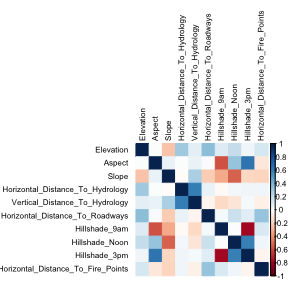 Elevation
Aspect
Slope
Horizontal_Distance_To_Hydrology
Vertical_Distance_To_Hydrology
Horizontal_Distance_To_Roadways
Hillshade_9am
Hillshade_Noon
Hillshade_3pm
Horizontal_Distance_To_Fire_Points
Elevation
Aspect
Slope
Horizontal_Distance_To_Hydrology
Vertical_Distance_To_Hydrology
Horizontal_Distance_To_Roadways
Hillshade_9am
Hillshade_Noon
Hillshade_3pm
Horizontal_Distance_To_Fire_Points
1
0.8
0.6
0.4
0.2
0
-0.2
-0.4
-0.6
-0.8
-1